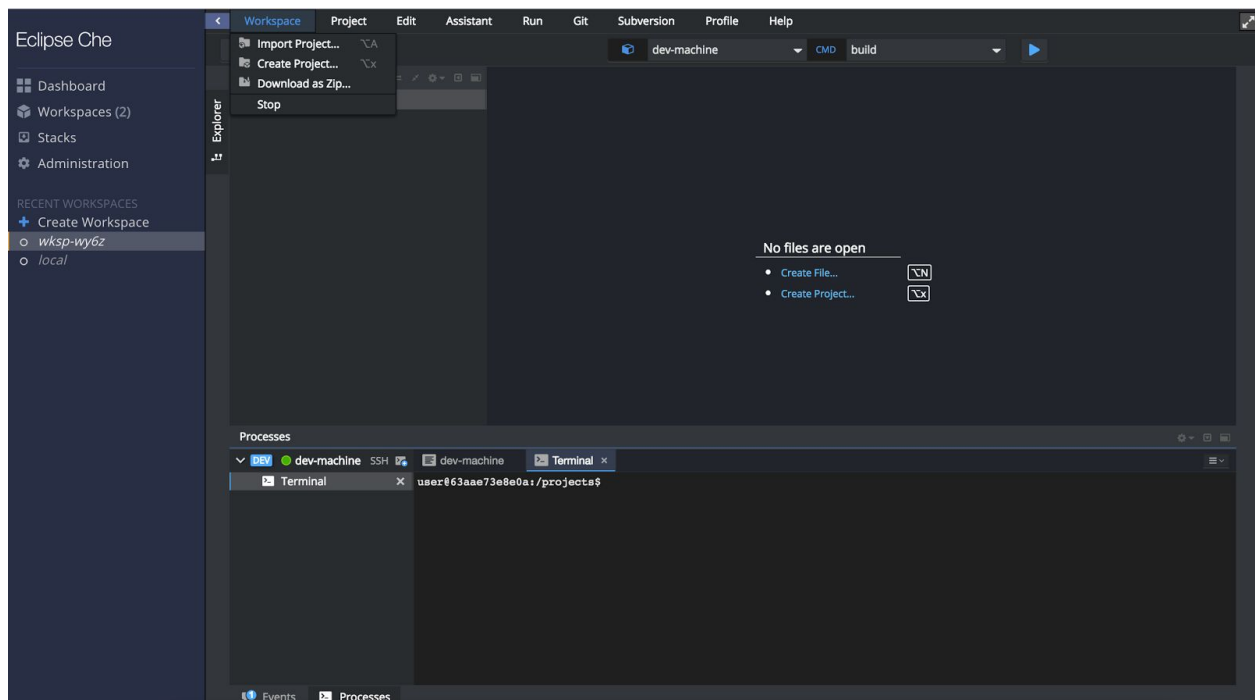 Eclipse Che
Dashboard
Workspaces (2)
Stacks
Administration
RECENT WORKSPACES
+ Create Workspace
wksp-wy6z
local
Workspace Project Edit Assistant Run Git Subversion Profile Help
Import Project... ⌥A
Create Project... ⌥x
Download as Zip...
Stop
dev-machine CMD build
Explorer
No files are open
• Create File... ⌥N
• Create Project... ⌥x
Processes
DEV dev-machine SSH dev-machine Terminal ×
Terminal × user@63aae73e8e0a:/projects$
1 Events Processes